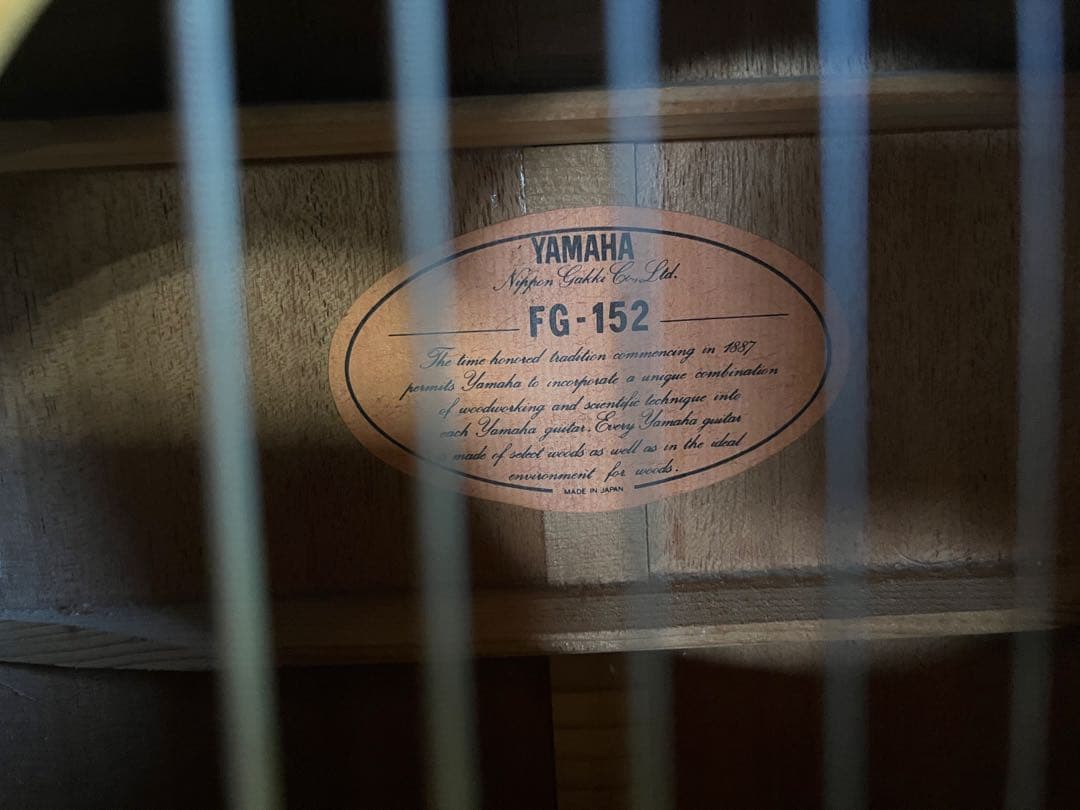 YAMAHA
Nippon Gakki Co., Ltd.
FG-152
The time honored tradition commencing in 1887
permits Yamaha to incorporate a unique combination
of woodworking and scientific technique into
each Yamaha guitar. Every Yamaha guitar
is made of select woods as well as in the ideal
environment for woods.
MADE IN JAPAN